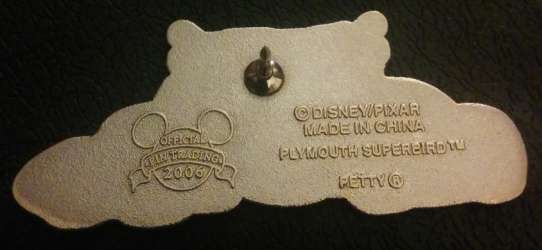 OFFICIAL
PIN TRADING
2006
© DISNEY/PIXAR
MADE IN CHINA
PLYMOUTH SUPERBIRD™
PETTY ®